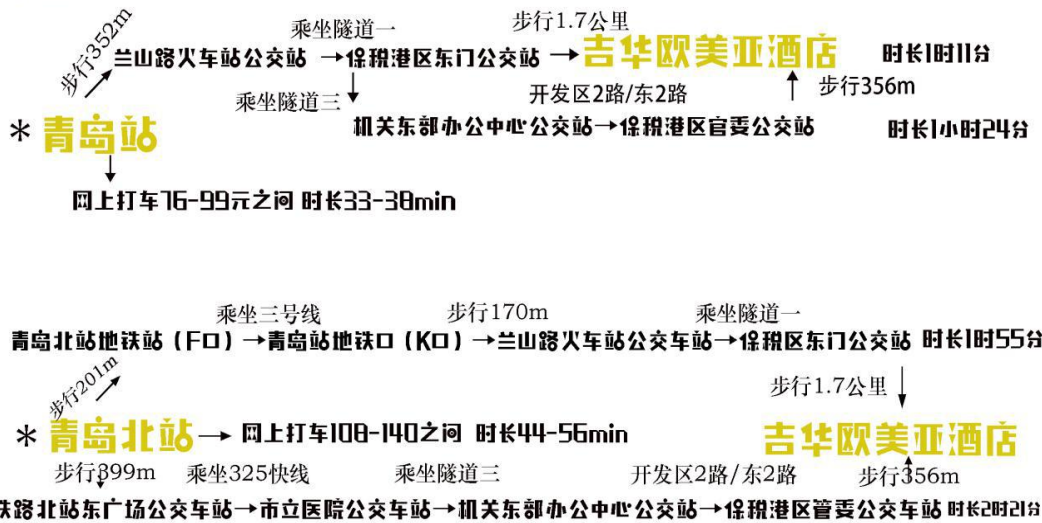 步行352m
乘坐隧道一
步行1.7公里
兰山路火车站公交站 →保税港区东门公交站 →吉华欧美亚酒店 时长1时11分
乘坐隧道三
开发区2路/东2路
步行356m
* 青岛站
机关东部办公中心公交站→保税港区官委公交站 时长1小时24分
网上打车76-99元之间 时长33-38min
乘坐三号线
步行170m
乘坐隧道一
青岛北站地铁站（F口）→青岛站地铁口（K口）→兰山路火车站公交车站→保税区东门公交站 时长1时55分
步行201m
步行1.7公里
* 青岛北站→ 网上打车108-140之间 时长44-56min
吉华欧美亚酒店
步行399m 乘坐325快线 乘坐隧道三 开发区2路/东2路 步行356m
铁路北站东广场公交车站→市立医院公交车站→机关东部办公中心公交站→保税港区管委公交车站 时长2时21分